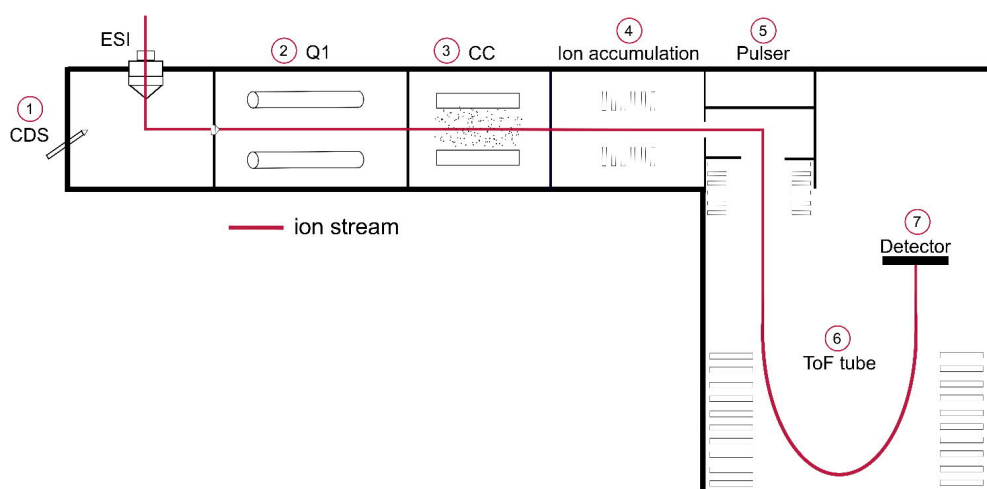 ESI
1
CDS
2 Q1
3 CC
4
Ion accumulation
5
Pulser
ion stream
7
Detector
6
ToF tube